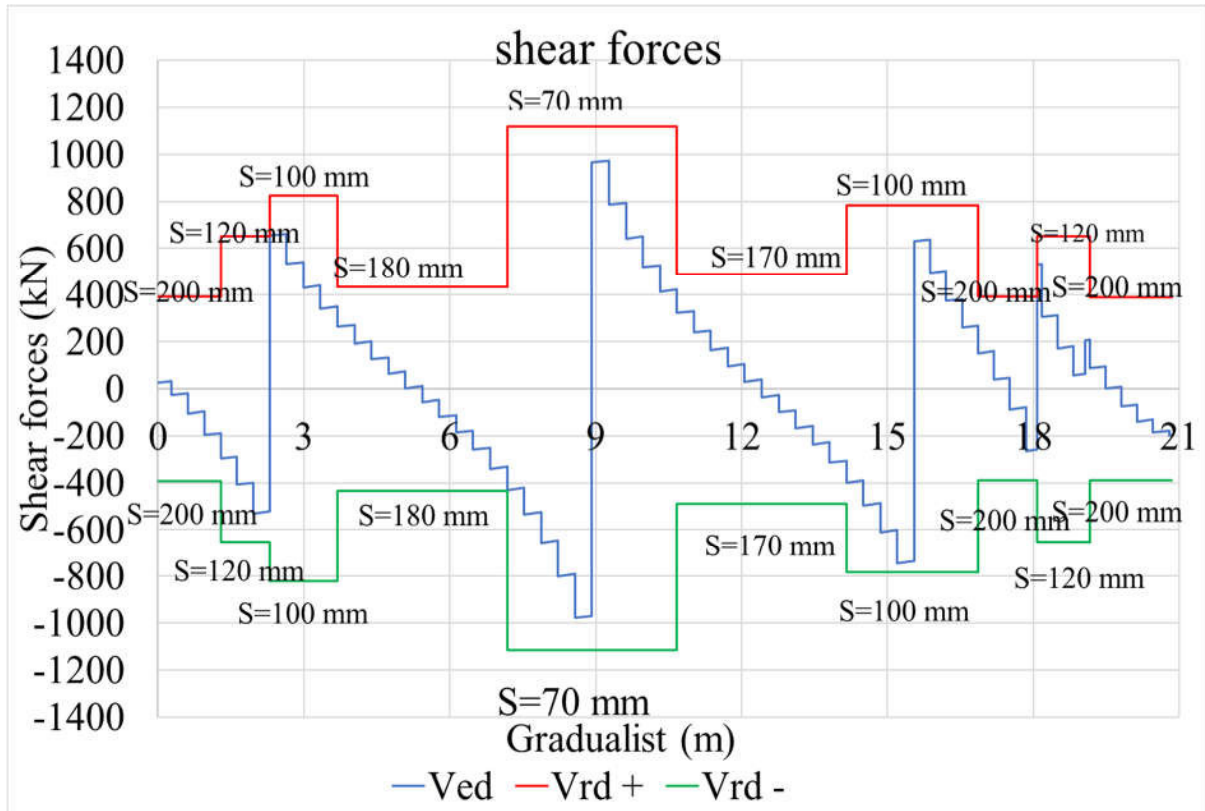 shear forces
1400
1200
1000
800
600
400
200
0
-200
-400
-600
-800
-1000
-1200
-1400
Shear forces (kN)
S=70 mm
S=100 mm
S=100 mm
S=120 mm
S=120 mm
S=180 mm
S=170 mm
S=200 mm
S=200 mm
S=200 mm
0 3 6 9 12 15 18 21
S=200 mm
S=180 mm
S=200 mm
S=200 mm
S=170 mm
S=120 mm
S=120 mm
S=100 mm
S=100 mm
S=70 mm
Gradualist (m)
Ved Vrd + Vrd -